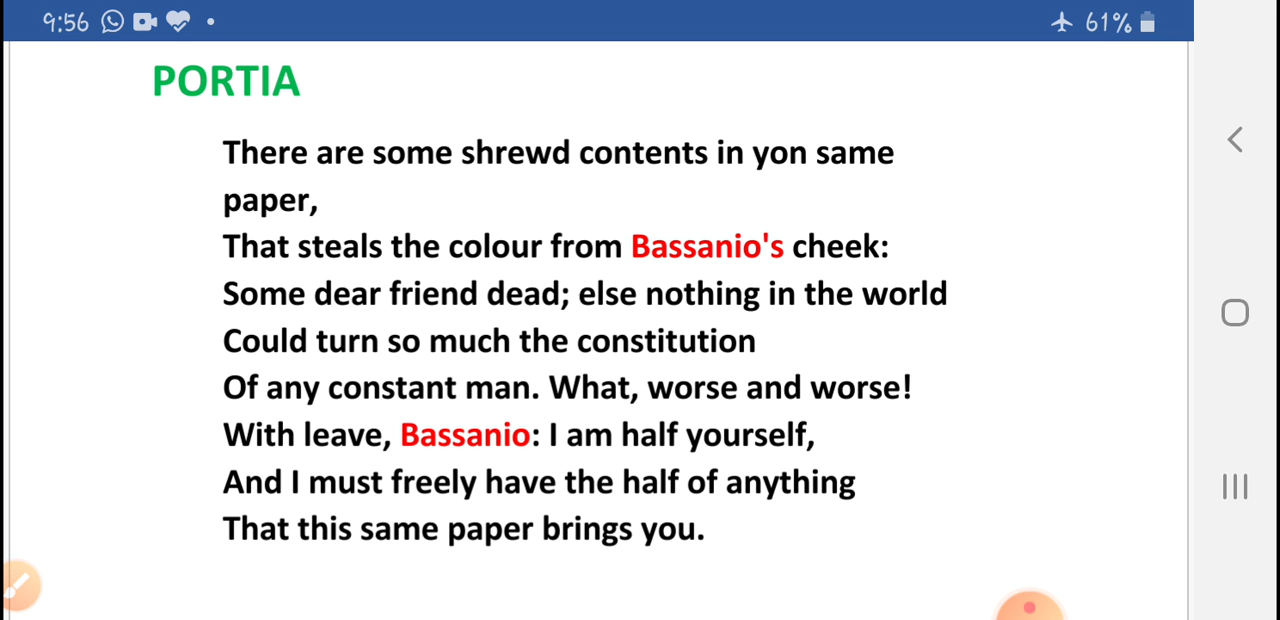 9:56
61%
PORTIA
There are some shrewd contents in yon same
paper,
That steals the colour from Bassanio's cheek:
Some dear friend dead; else nothing in the world
Could turn so much the constitution
Of any constant man. What, worse and worse!
With leave, Bassanio: I am half yourself,
And I must freely have the half of anything
That this same paper brings you.